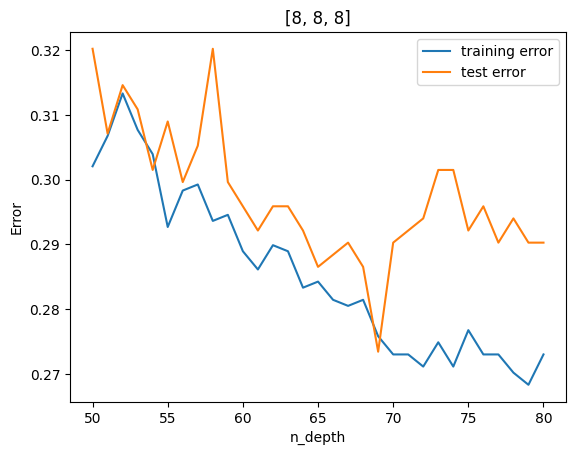 [8, 8, 8]
training error
test error
0.32
0.31
0.30
0.29
0.28
0.27
Error
50
55
60
65
70
75
80
n_depth